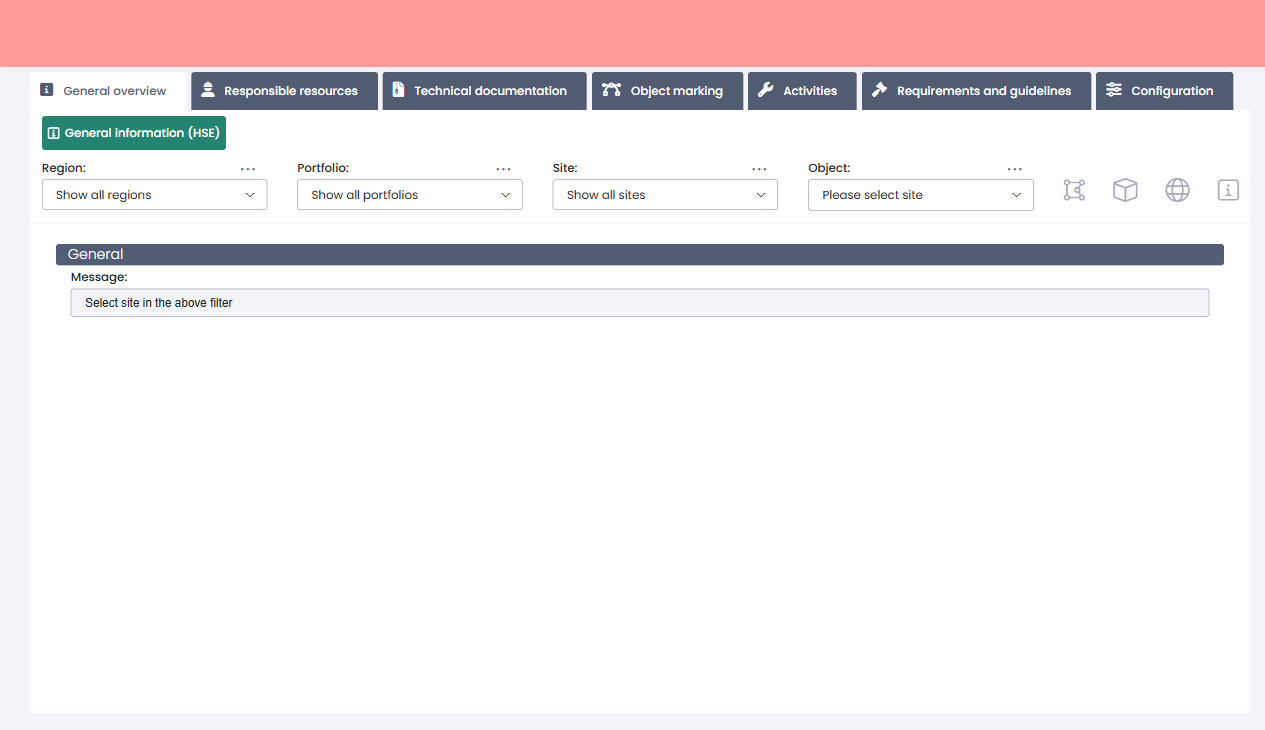 General overview
Responsible resources
Technical documentation
Object marking
Activities
Requirements and guidelines
Configuration
General information (HSE)
Region: ...
Portfolio: ...
Site: ...
Object: ...
Show all regions
Show all portfolios
Show all sites
Please select site
General
Message:
Select site in the above filter